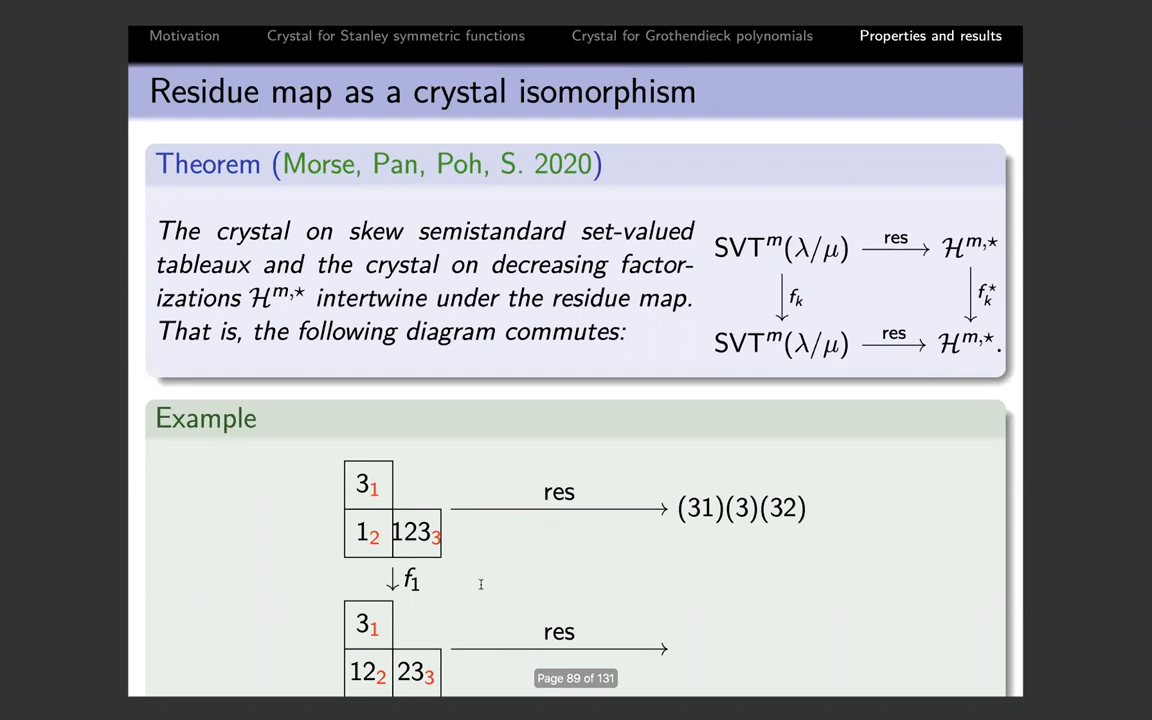 Motivation Crystal for Stanley symmetric functions Crystal for Grothendieck polynomials Properties and results
Residue map as a crystal isomorphism
Theorem (Morse, Pan, Poh, S. 2020)
The crystal on skew semistandard set-valued
tableaux and the crystal on decreasing factor-
izations ℋ^{m,⋆} intertwine under the residue map.
That is, the following diagram commutes:
SVT^m(λ/μ) res ℋ^{m,⋆}
f_k f_k^⋆
SVT^m(λ/μ) res ℋ^{m,⋆}.
Example
3_1
1_2 123_3 res (31)(3)(32)
f_1
3_1
12_2 23_3 res
Page 89 of 131